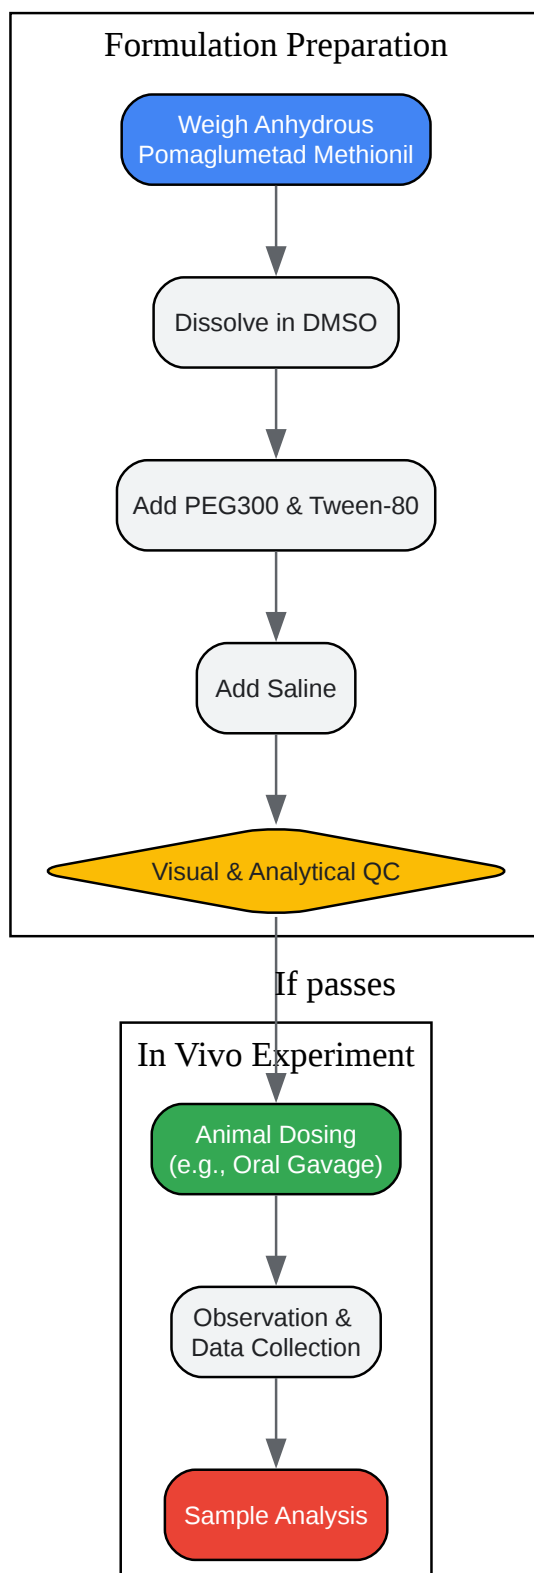 Formulation Preparation
Weigh Anhydrous
Pomaglumetad Methionil
Dissolve in DMSO
Add PEG300 & Tween-80
Add Saline
Visual & Analytical QC
If passes
In Vivo Experiment
Animal Dosing
(e.g., Oral Gavage)
Observation &
Data Collection
Sample Analysis